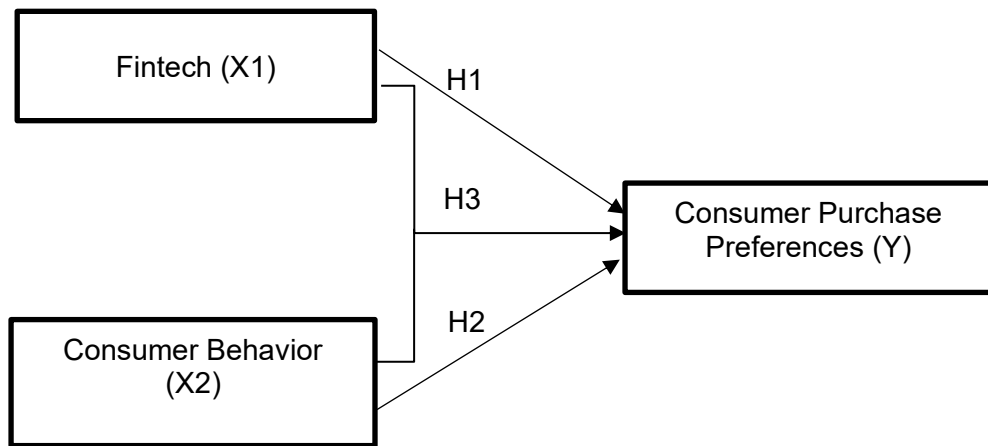 Fintech (X1)
H1
H3
Consumer Purchase
Preferences (Y)
H2
Consumer Behavior
(X2)